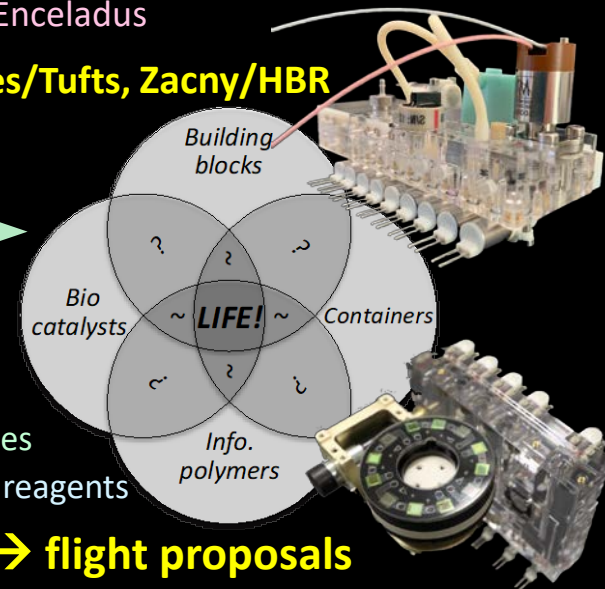 Enceladus
es/Tufts, Zacny/HBR
Building
blocks
?
~
?
Bio
catalysts
~
LIFE!
~
Containers
?
~
?
Info.
polymers
es
reagents
→ flight proposals